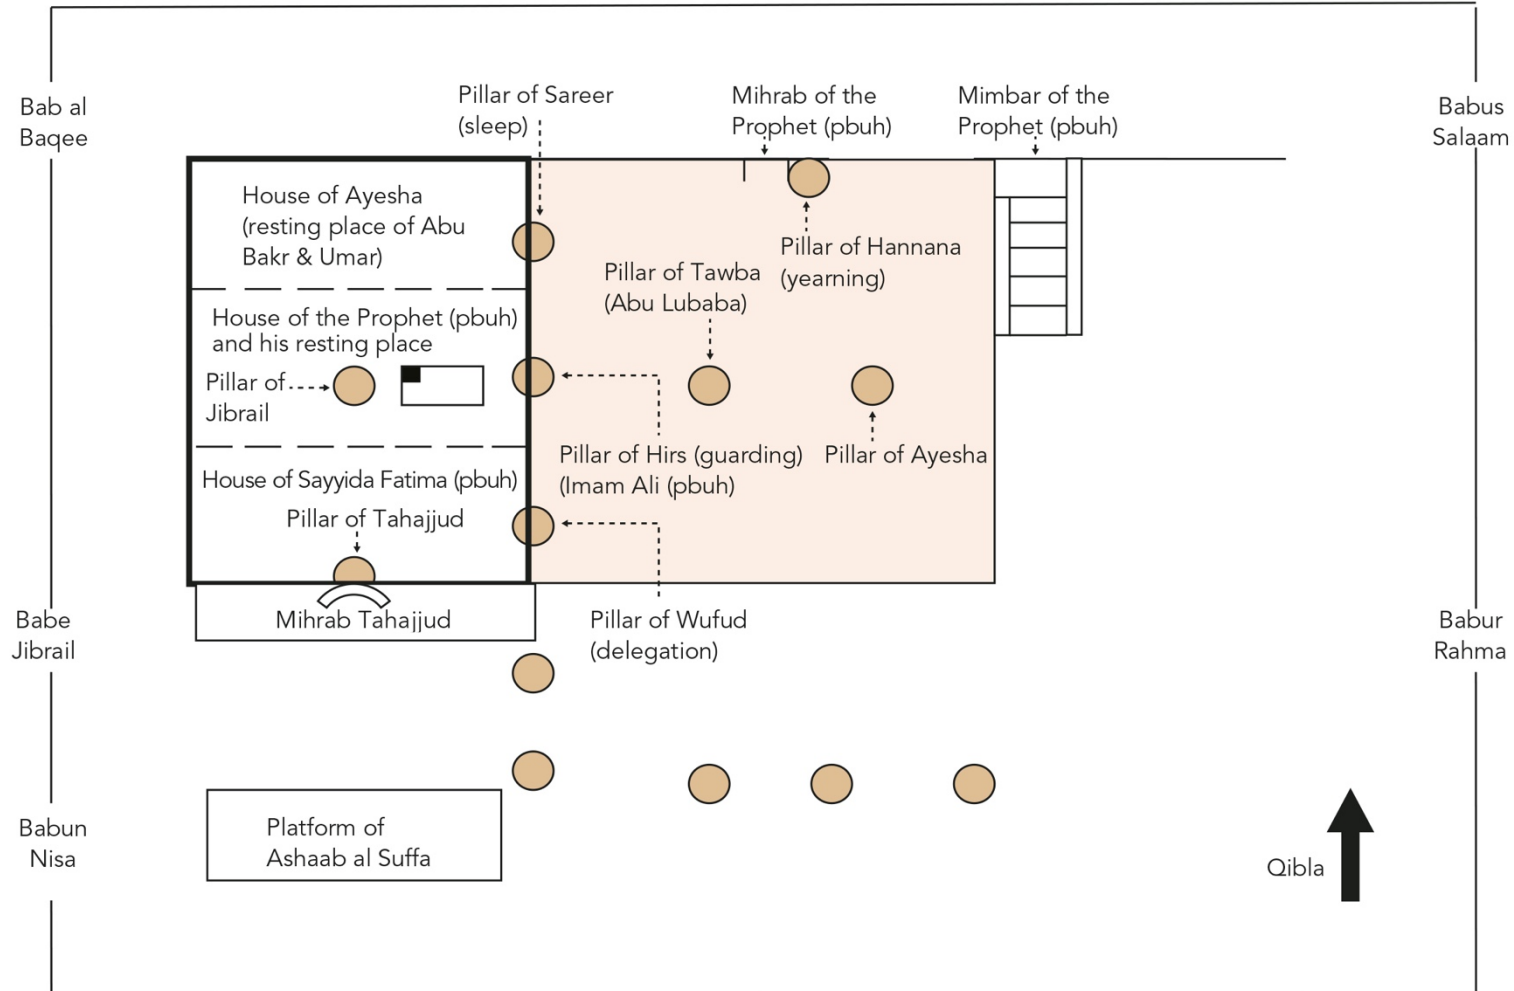 Bab al
Baqee
Pillar of Sareer
(sleep)
Mihrab of the
Prophet (pbuh)
Mimbar of the
Prophet (pbuh)
Babus
Salaam
House of Ayesha
(resting place of Abu
Bakr & Umar)
Pillar of Hannana
(yearning)
Pillar of Tawba
(Abu Lubaba)
House of the Prophet (pbuh)
and his resting place
Pillar of
Jibrail
Pillar of Hirs (guarding)
(Imam Ali (pbuh)
Pillar of Ayesha
House of Sayyida Fatima (pbuh)
Pillar of Tahajjud
Mihrab Tahajjud
Pillar of Wufud
(delegation)
Babe
Jibrail
Babur
Rahma
Babun
Nisa
Platform of
Ashaab al Suffa
Qibla